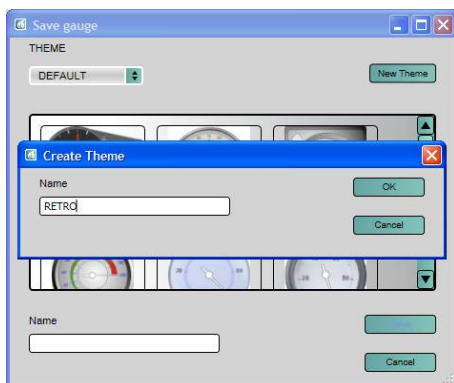 Save gauge
THEME
DEFAULT
New Theme
Create Theme
Name
RETRO
OK
Cancel
Name
Cancel